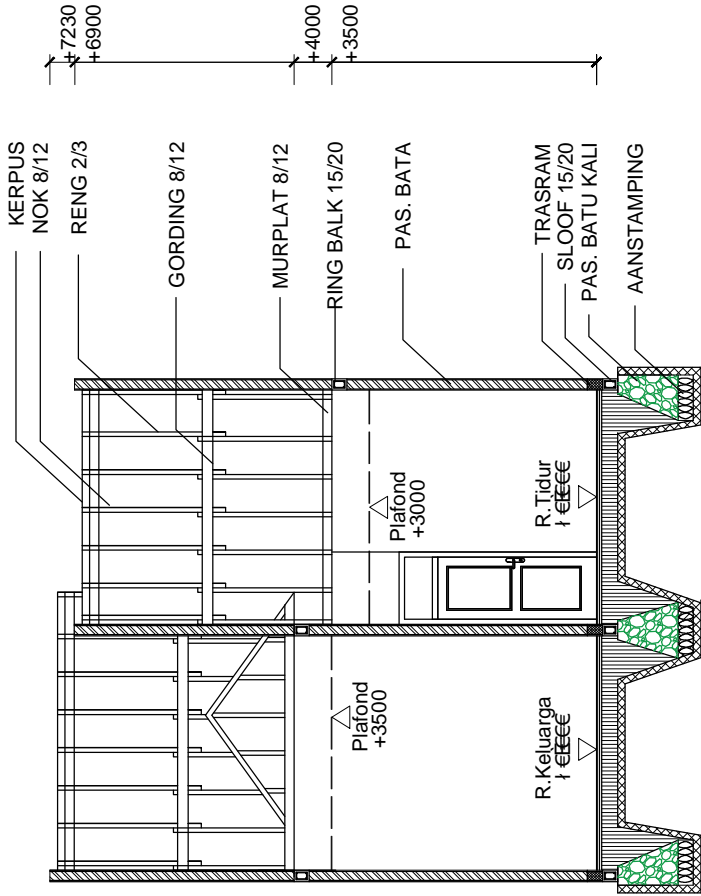 +7230
+6900
+4000
+3500
KERPUS
NOK 8/12
RENG 2/3
GORDING 8/12
MURPLAT 8/12
RING BALK 15/20
PAS. BATA
TRASRAM
SLOOF 15/20
PAS. BATU KALI
AANSTAMPING
Plafond
+3000
R.Tidur
Plafond
+3500
R.Keluarga